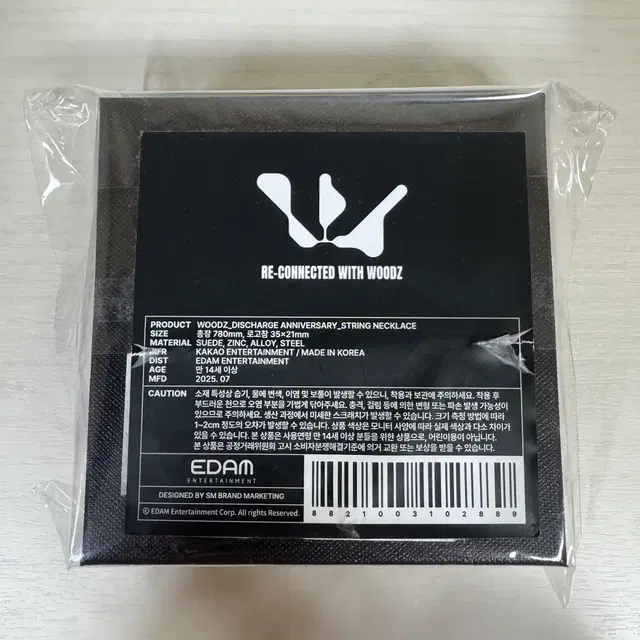 RE-CONNECTED WITH WOODZ
PRODUCT WOODZ_DISCHARGE ANNIVERSARY_STRING NECKLACE
SIZE 총장 780mm, 로고참 35×21mm
MATERIAL SUEDE, ZINC, ALLOY, STEEL
MFR KAKAO ENTERTAINMENT / MADE IN KOREA
DIST EDAM ENTERTAINMENT
AGE 만 14세 이상
MFD 2025. 07
CAUTION 소재 특성상 습기, 물에 변색, 이염 및 보풀이 발생할 수 있으니, 착용과 보관에 주의하세요. 착용 후
부드러운 천으로 오염 부분을 가볍게 닦아주세요. 충격, 걸림 등에 의한 변형 또는 파손 발생 가능성이
있으므로 주의하세요. 생산 과정에서 미세한 스크래치가 발생할 수 있습니다. 크기 측정 방법에 따라
1~2cm 정도의 오차가 발생할 수 있습니다. 상품 색상은 모니터 사양에 따라 실제 색상과 다소 차이가
있을 수 있습니다. 본 상품은 사용연령 만 14세 이상 분들을 위한 상품으로, 어린이용이 아닙니다.
본 상품은 공정거래위원회 고시 소비자분쟁해결기준에 의거 교환 또는 보상을 받을 수 있습니다.
EDAM
ENTERTAINMENT
DESIGNED BY SM BRAND MARKETING
© EDAM Entertainment Corp. All rights Reserved.
8821003102889